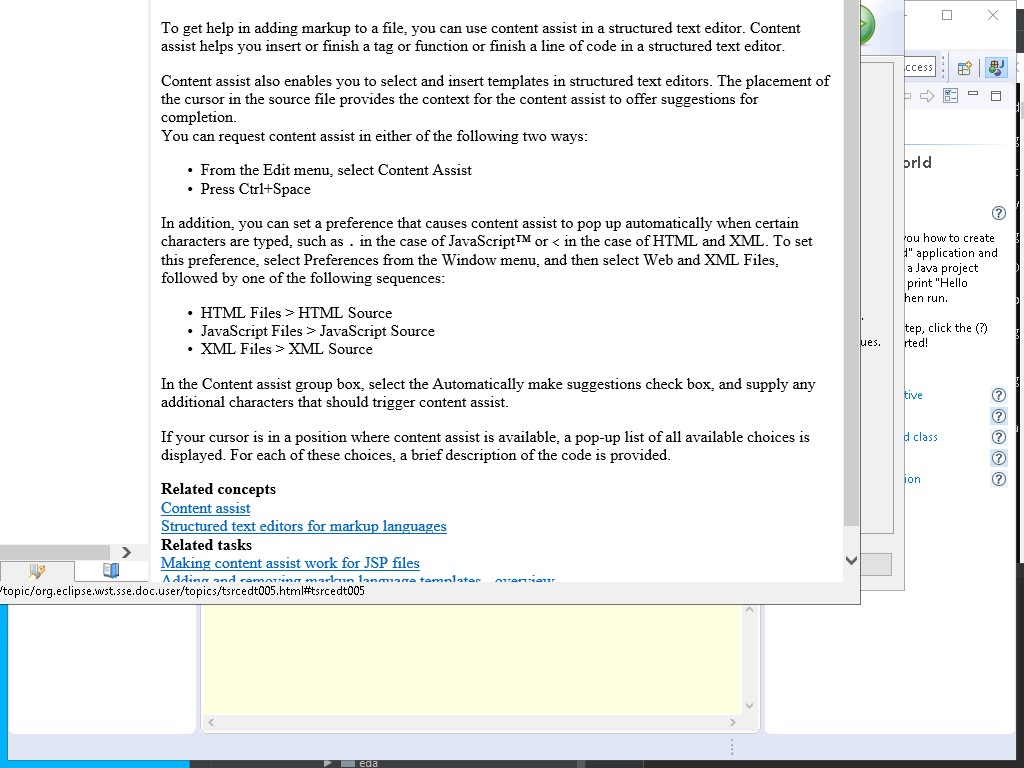 To get help in adding markup to a file, you can use content assist in a structured text editor. Content
assist helps you insert or finish a tag or function or finish a line of code in a structured text editor.
Content assist also enables you to select and insert templates in structured text editors. The placement of
the cursor in the source file provides the context for the content assist to offer suggestions for
completion.
You can request content assist in either of the following two ways:
• From the Edit menu, select Content Assist
• Press Ctrl+Space
In addition, you can set a preference that causes content assist to pop up automatically when certain
characters are typed, such as . in the case of JavaScript™ or < in the case of HTML and XML. To set
this preference, select Preferences from the Window menu, and then select Web and XML Files,
followed by one of the following sequences:
• HTML Files > HTML Source
• JavaScript Files > JavaScript Source
• XML Files > XML Source
In the Content assist group box, select the Automatically make suggestions check box, and supply any
additional characters that should trigger content assist.
If your cursor is in a position where content assist is available, a pop-up list of all available choices is
displayed. For each of these choices, a brief description of the code is provided.
Related concepts
Content assist
Structured text editors for markup languages
Related tasks
Making content assist work for JSP files
Adding and removing markup language templates - overview
/topic/org.eclipse.wst.sse.doc.user/topics/tsrcedt005.html#tsrcedt005
ues.
ccess
orld
you how to create
d" application and
a Java project
print "Hello
hen run.
tep, click the (?)
rted!
tive
d class
ion
eda